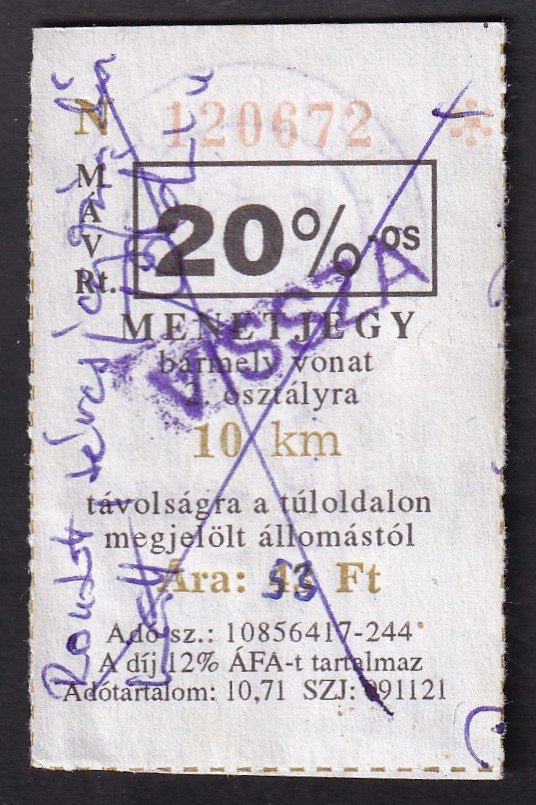 N 120672 *
M
Á
V
Rt.
20%-os
VISSZA
MENETJEGY
bármely vonat
2. osztályra
10 km
távolságra a túloldalon
megjelölt állomástól
Ára: 53 Ft
Adó sz.: 10856417-244
A díj 12% ÁFA-t tartalmaz
Adótartalom: 10,71 SZJ: 091121